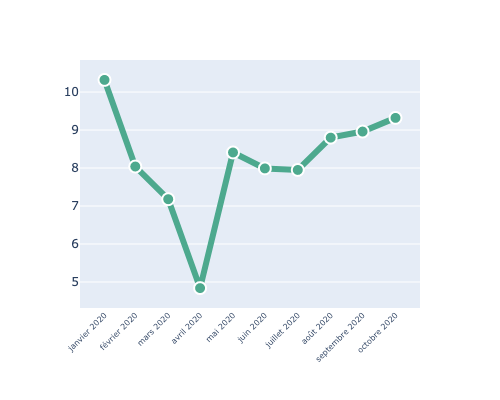 10
9
8
7
6
5
janvier 2020
février 2020
mars 2020
avril 2020
mai 2020
juin 2020
juillet 2020
août 2020
septembre 2020
octobre 2020